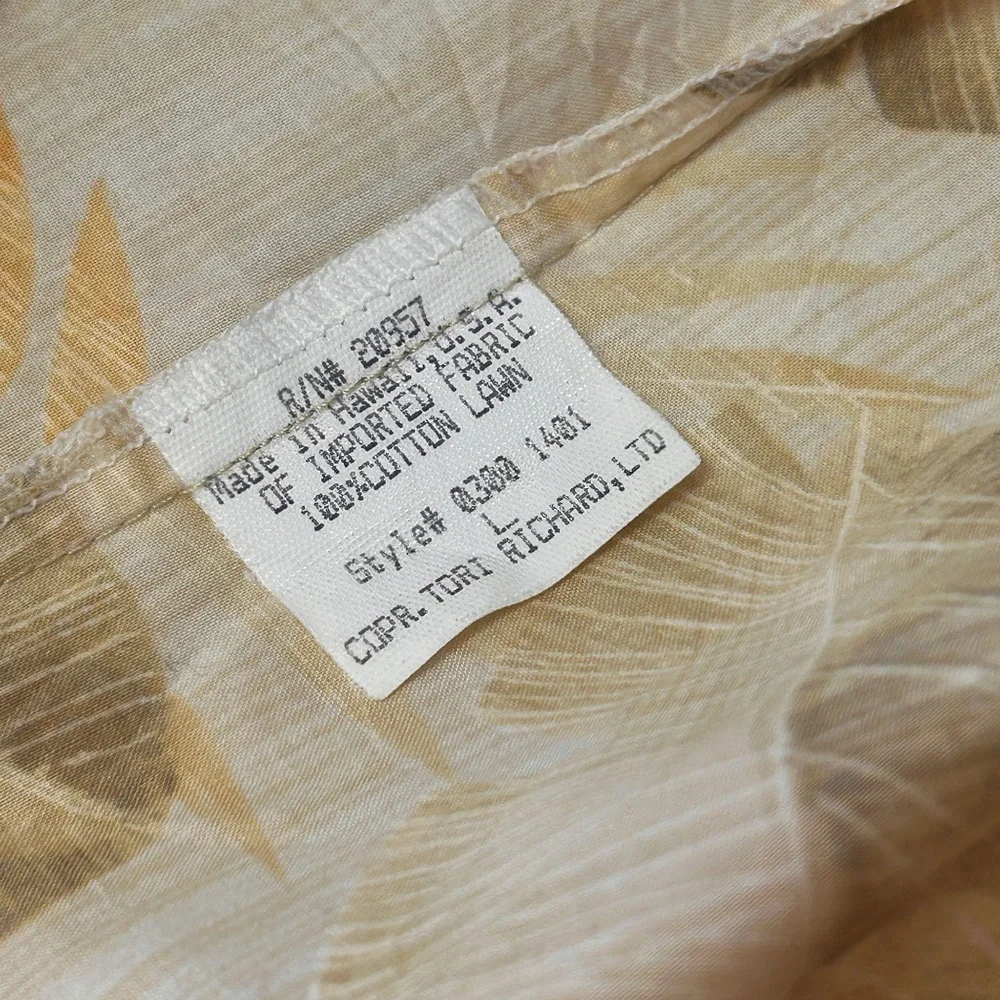 R/N# 20957
Made in Hawaii,U.S.A.
OF IMPORTED FABRIC
100%COTTON LAWN
Style# 0300 1401
L
COPR.TORI RICHARD,LTD